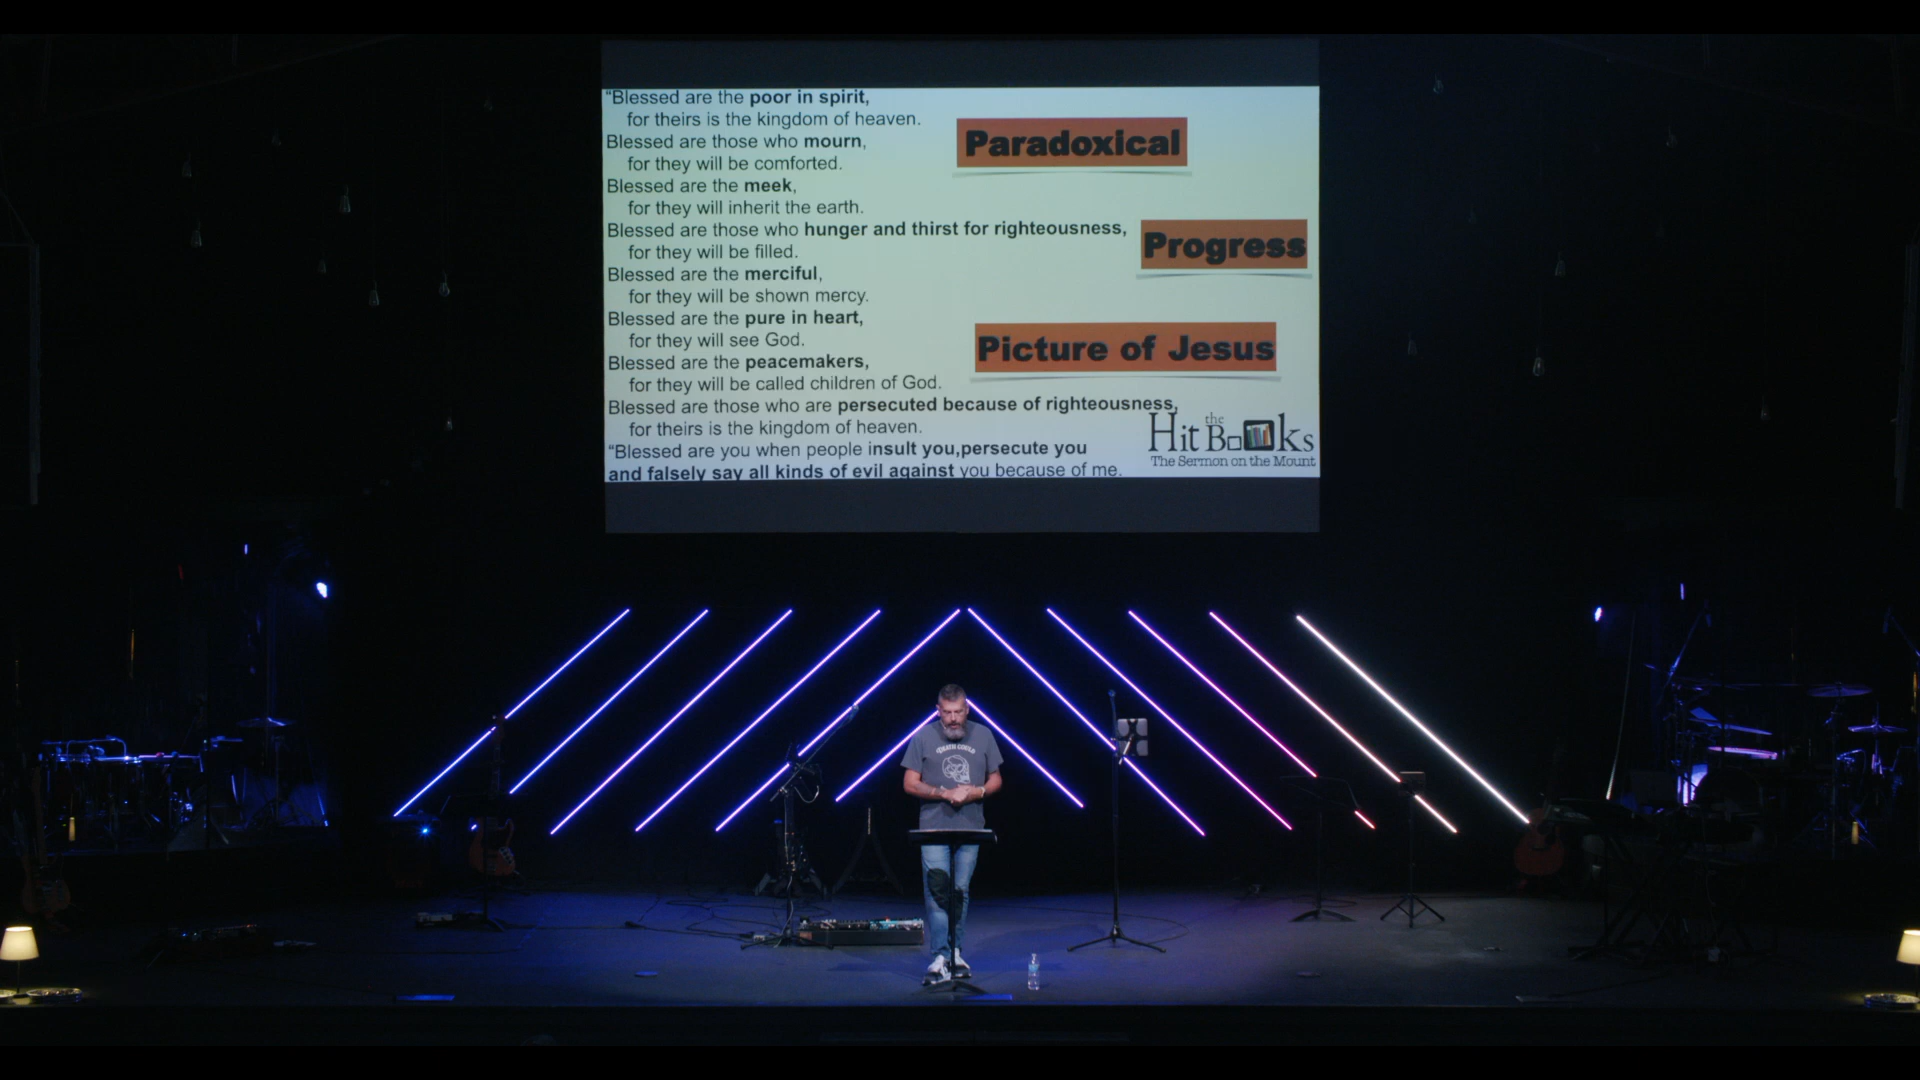 "Blessed are the poor in spirit,
for theirs is the kingdom of heaven.
Blessed are those who mourn,
for they will be comforted.
Blessed are the meek,
for they will inherit the earth.
Blessed are those who hunger and thirst for righteousness,
for they will be filled.
Blessed are the merciful,
for they will be shown mercy.
Blessed are the pure in heart,
for they will see God.
Blessed are the peacemakers,
for they will be called children of God.
Blessed are those who are persecuted because of righteousness,
for theirs is the kingdom of heaven.
"Blessed are you when people insult you,persecute you
and falsely say all kinds of evil against you because of me.
Paradoxical
Progress
Picture of Jesus
Hit the Books
The Sermon on the Mount
DEATH COULD